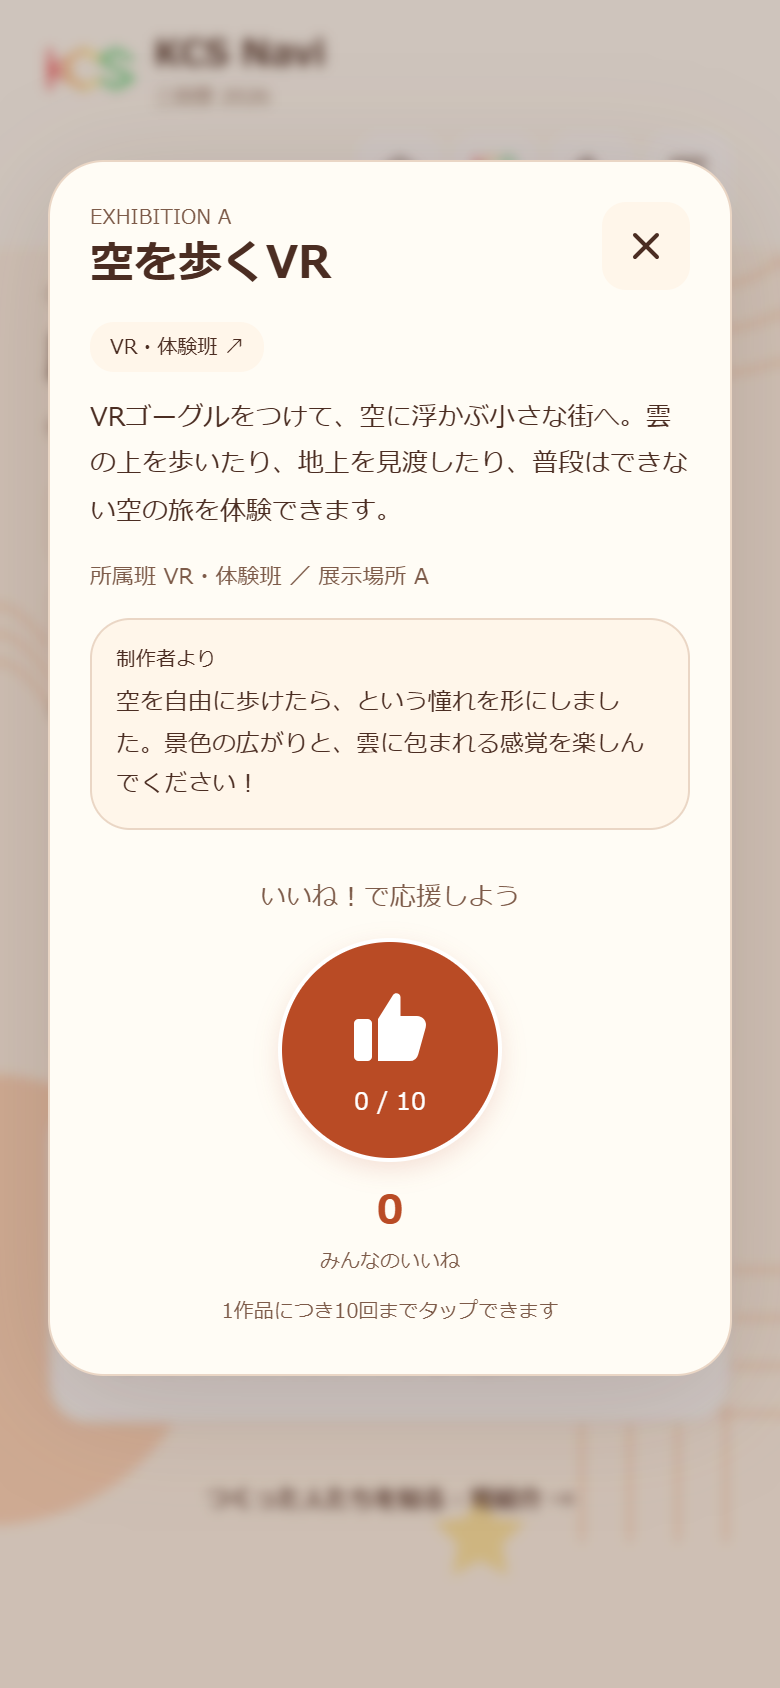 KCS
KCS Navi
EXHIBITION A
空を歩くVR
VR・体験班 ↗
VRゴーグルをつけて、空に浮かぶ小さな街へ。雲
の上を歩いたり、地上を見渡したり、普段はできな
い空の旅を体験できます。
所属班 VR・体験班 ／ 展示場所 A
制作者より
空を自由に歩けたら、という憧れを形にしまし
た。景色の広がりと、雲に包まれる感覚を楽しん
でください！
いいね！で応援しよう
0 / 10
0
みんなのいいね
1作品につき10回までタップできます